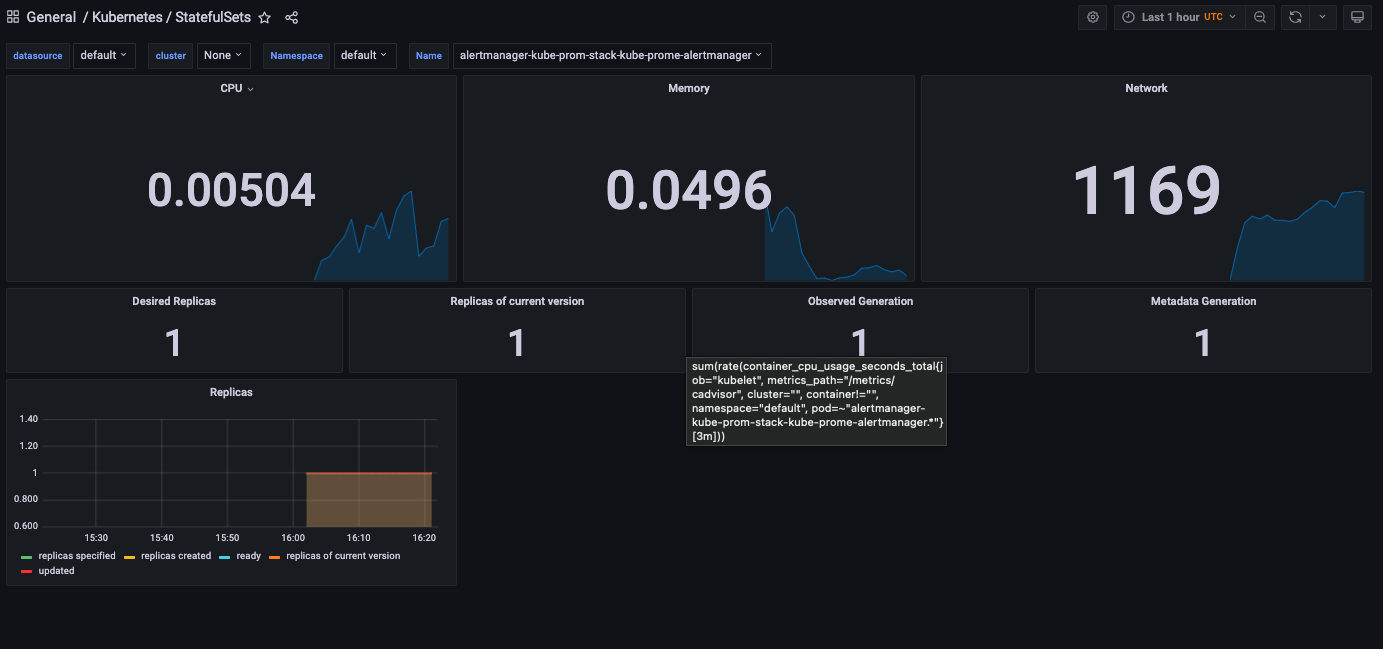 General / Kubernetes / StatefulSets
Last 1 hour UTC
datasource default cluster None Namespace default Name alertmanager-kube-prom-stack-kube-prome-alertmanager
CPU
0.00504
Memory
0.0496
Network
1169
Desired Replicas
1
Replicas of current version
1
Observed Generation
1
Metadata Generation
1
sum(rate(container_cpu_usage_seconds_total{j
ob="kubelet", metrics_path="/metrics/
cadvisor", cluster="", container!="",
namespace="default", pod=~"alertmanager-
kube-prom-stack-kube-prome-alertmanager.*"}
[3m]))
Replicas
1.40
1.20
1
0.800
0.600
15:30 15:40 15:50 16:00 16:10 16:20
replicas specified replicas created ready replicas of current version
updated